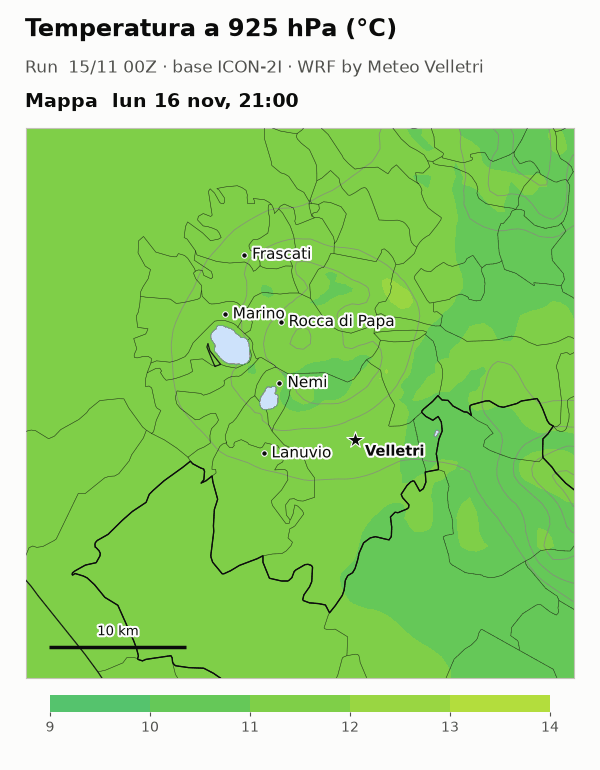 Temperatura a 925 hPa (°C)
Run  15/11 00Z · base ICON-2I · WRF by Meteo Velletri
Mappa  lun 16 nov, 21:00
Frascati
Marino
Rocca di Papa
Nemi
Velletri
Lanuvio
10 km
9 10 11 12 13 14